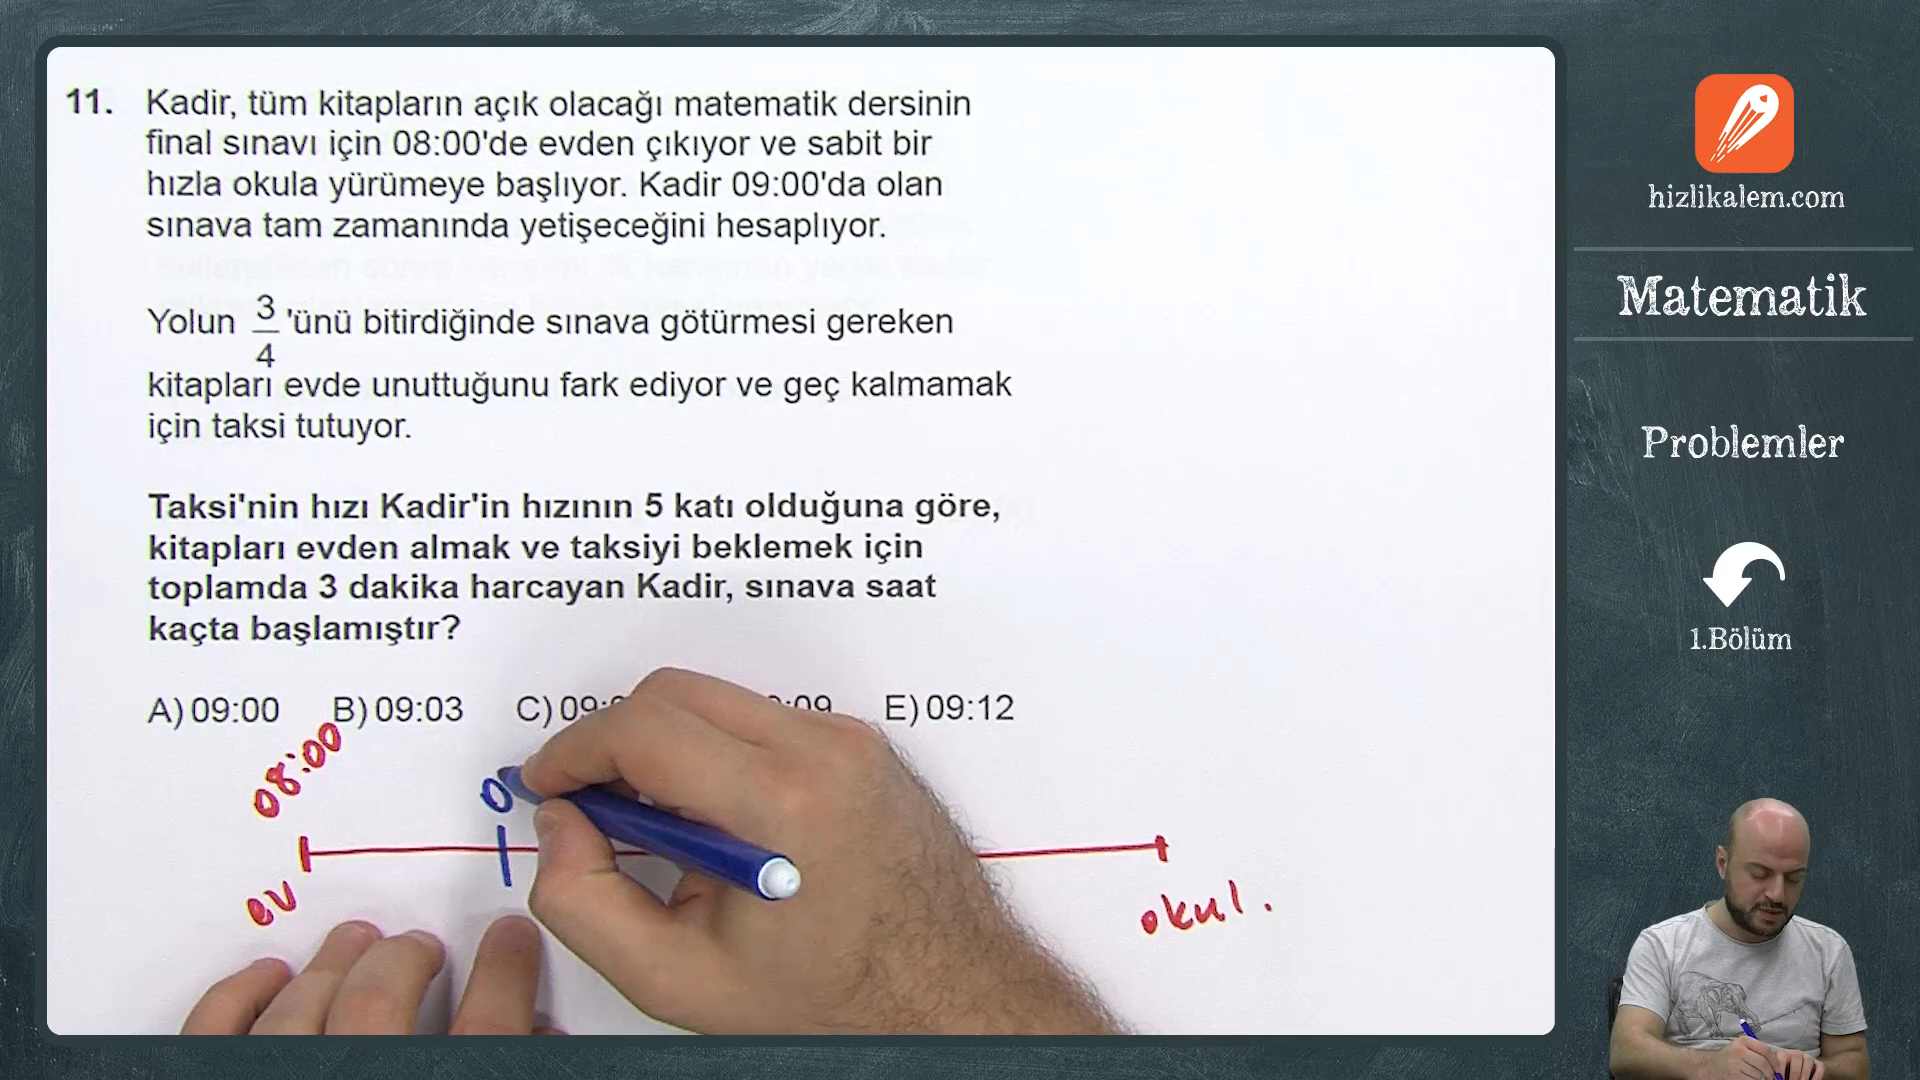 11. Kadir, tüm kitapların açık olacağı matematik dersinin
final sınavı için 08:00'de evden çıkıyor ve sabit bir
hızla okula yürümeye başlıyor. Kadir 09:00'da olan
sınava tam zamanında yetişeceğini hesaplıyor.
Yolun 3/4 'ünü bitirdiğinde sınava götürmesi gereken
kitapları evde unuttuğunu fark ediyor ve geç kalmamak
için taksi tutuyor.
Taksi'nin hızı Kadir'in hızının 5 katı olduğuna göre,
kitapları evden almak ve taksiyi beklemek için
toplamda 3 dakika harcayan Kadir, sınava saat
kaçta başlamıştır?
A) 09:00 B) 09:03 C) :09 E) 09:12
08:00
0
ev
okul.
hizlikalem.com
Matematik
Problemler
1.Bölüm